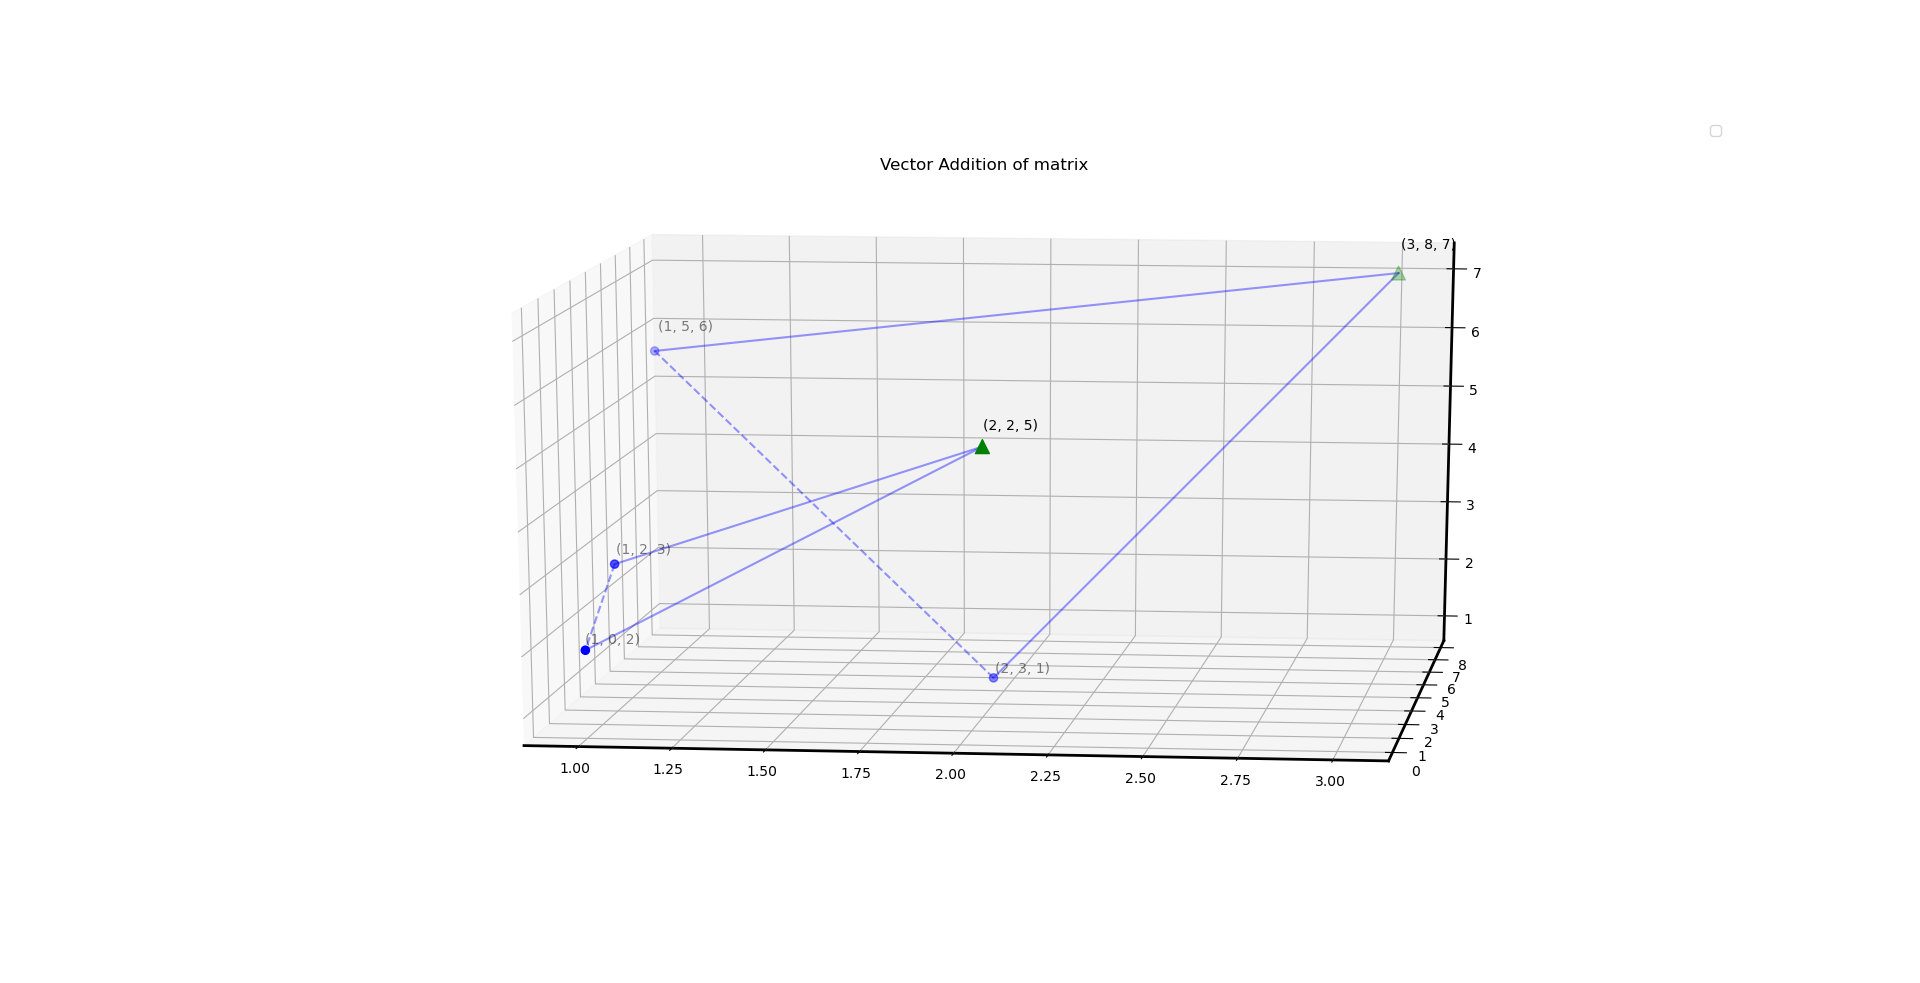 Vector Addition of matrix
(3, 8, 7)
(1, 5, 6)
(2, 2, 5)
(1, 2, 3)
(1, 0, 2)
(2, 3, 1)
7
6
5
4
3
2
1
8
7
6
5
4
3
2
1
0
1.00 1.25 1.50 1.75 2.00 2.25 2.50 2.75 3.00